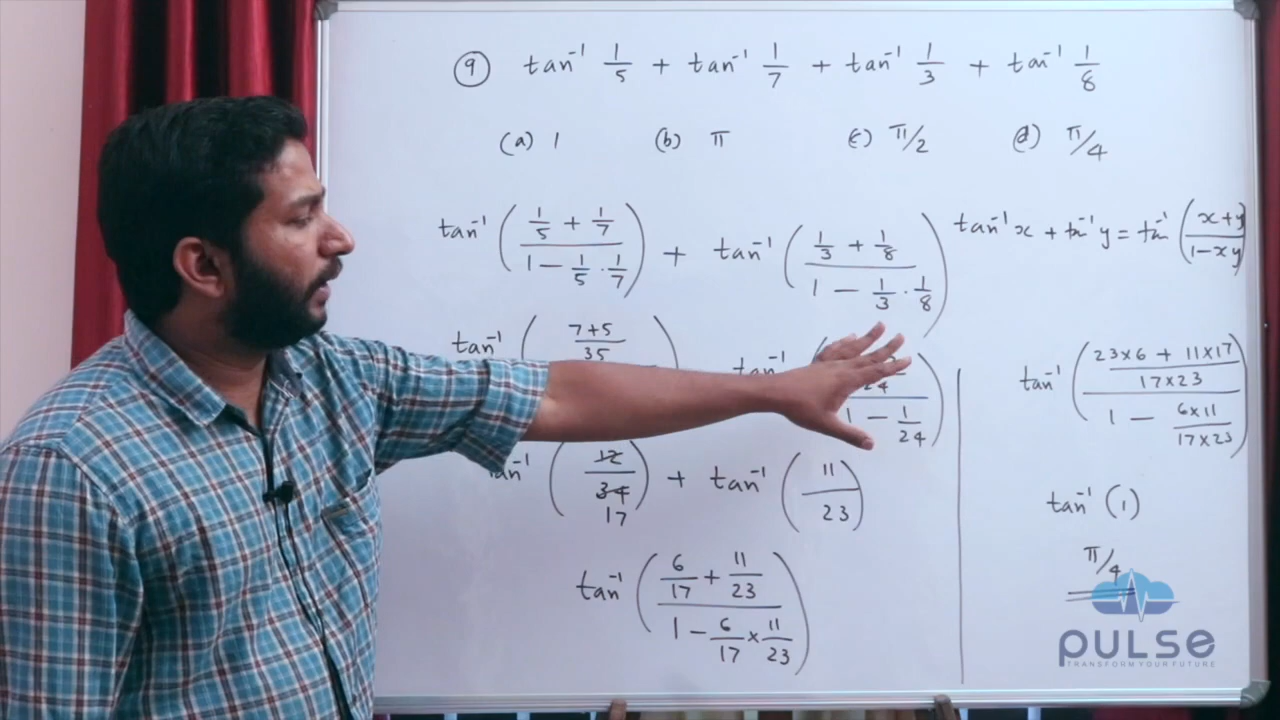 9 tan⁻¹ 1/5 + tan⁻¹ 1/7 + tan⁻¹ 1/3 + tan⁻¹ 1/8
(a) 1 (b) π (c) π/2 (d) π/4
tan⁻¹ ((1/5 + 1/7)/(1 − 1/5 · 1/7)) + tan⁻¹ ((1/3 + 1/8)/(1 − 1/3 · 1/8))
tan⁻¹ x + tan⁻¹ y = tan⁻¹ ((x+y)/(1−xy))
tan⁻¹ ( (7+5)/35 ) tan⁻¹ ( /24 / (1 − 1/24))
tan⁻¹ (12/34 17) + tan⁻¹ (11/23)
tan⁻¹ ((6/17 + 11/23)/(1 − 6/17 × 11/23))
tan⁻¹ (((23×6 + 11×17)/(17×23))/(1 − (6×11)/(17×23)))
tan⁻¹ (1)
π/4
PULSE
TRANSFORM YOUR FUTURE